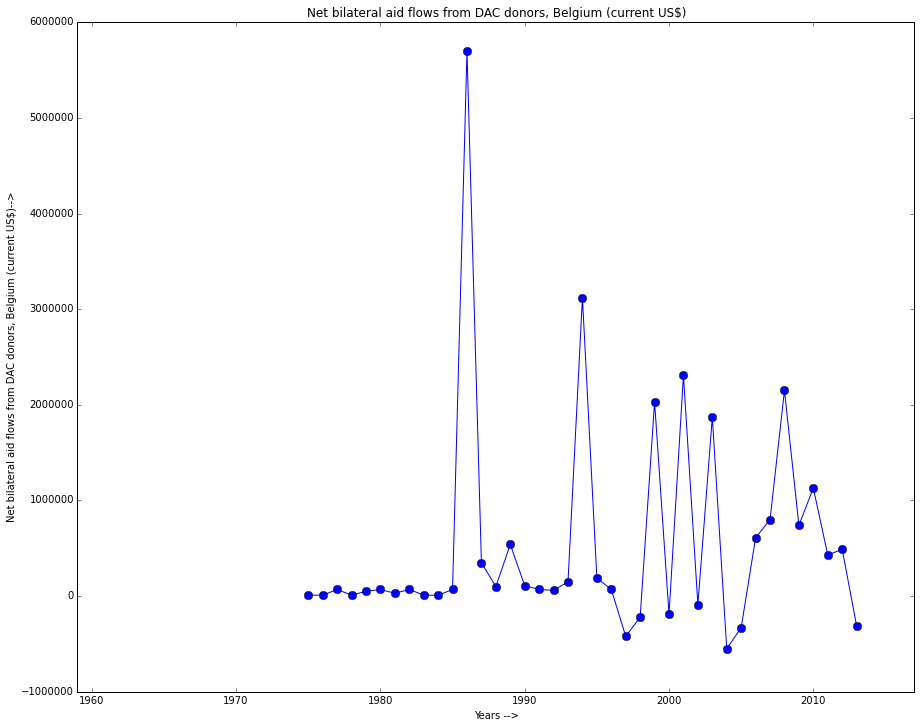 Net bilateral aid flows from DAC donors, Belgium (current US$)
6000000
5000000
4000000
3000000
2000000
1000000
0
−1000000
Net bilateral aid flows from DAC donors, Belgium (current US$)-->
1960 1970 1980 1990 2000 2010
Years -->